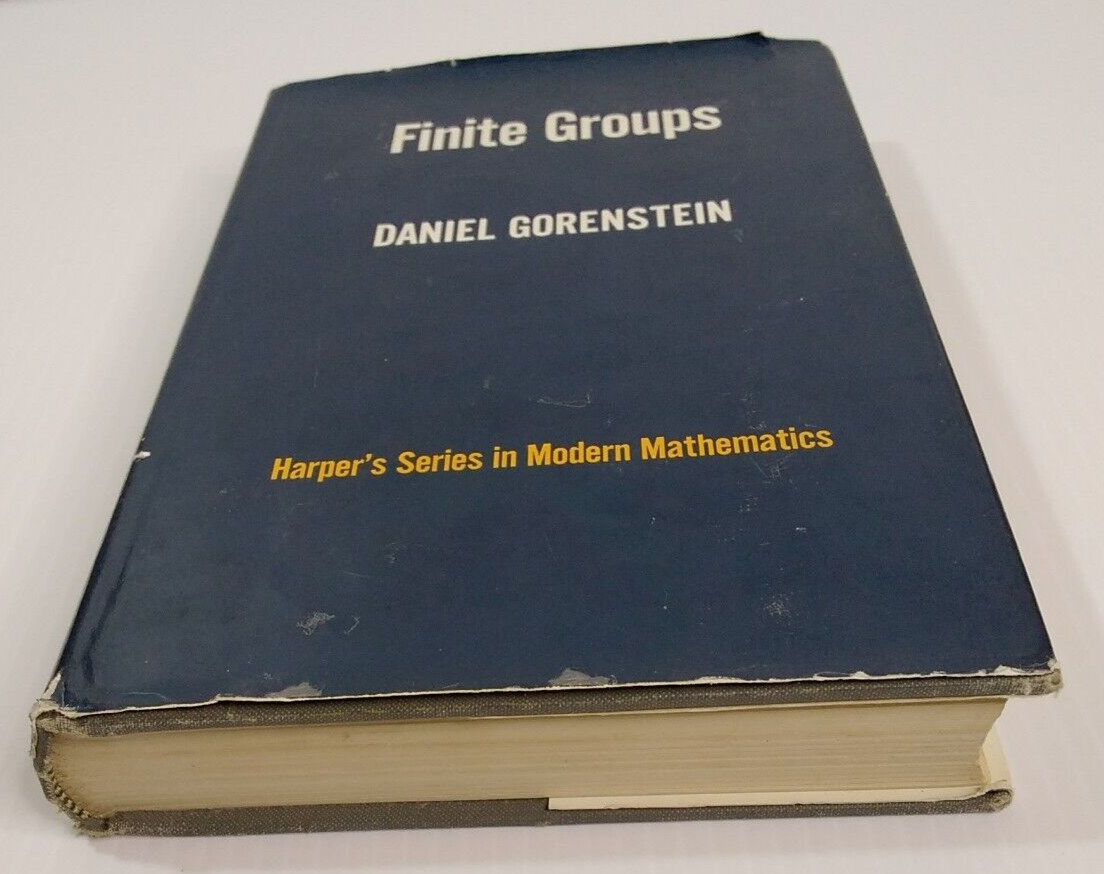 Finite Groups
DANIEL GORENSTEIN
Harper's Series in Modern Mathematics